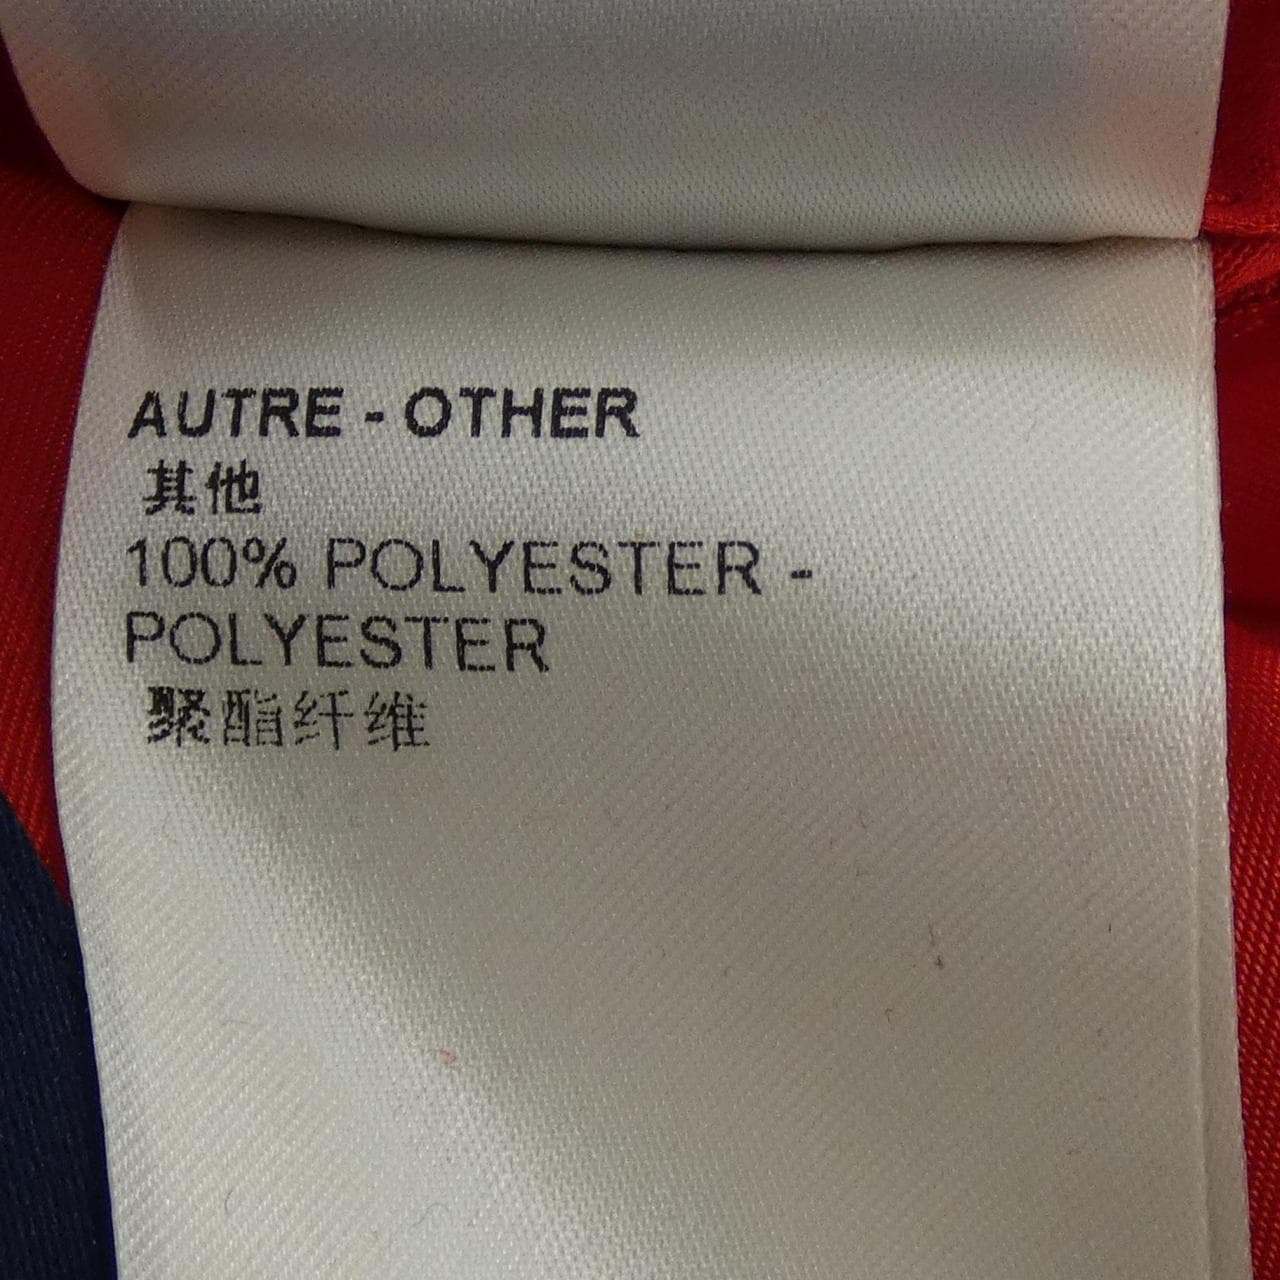 AUTRE - OTHER
其他
100% POLYESTER -
POLYESTER
聚酯纤维